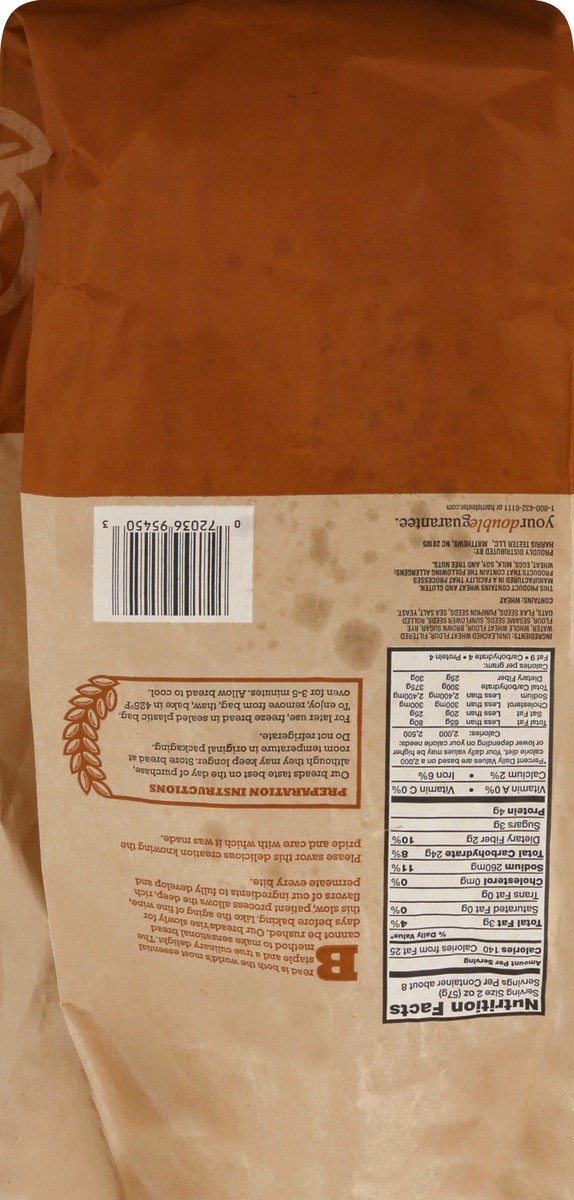 Nutrition Facts
Serving Size 2 oz (57g)
Servings Per Container about 8
Amount Per Serving
Calories 140 Calories from Fat 25
% Daily Value*
Total Fat 3g 4%
Saturated Fat 0g 0%
Trans Fat 0g
Cholesterol 0mg 0%
Sodium 260mg 11%
Total Carbohydrate 24g 8%
Dietary Fiber 2g 10%
Sugars 3g
Protein 4g
Vitamin A 0% • Vitamin C 0%
Calcium 2% • Iron 6%
*Percent Daily Values are based on a 2,000
calorie diet. Your daily values may be higher
or lower depending on your calorie needs:
Calories: 2,000 2,500
Total Fat Less than 65g 80g
Sat Fat Less than 20g 25g
Cholesterol Less than 300mg 300mg
Sodium Less than 2,400mg 2,400mg
Total Carbohydrate 300g 375g
Dietary Fiber 25g 30g
Calories per gram:
Fat 9 • Carbohydrate 4 • Protein 4
INGREDIENTS: UNBLEACHED WHEAT FLOUR, FILTERED
WATER, WHOLE WHEAT FLOUR, BROWN SUGAR, RYE
FLOUR, SESAME SEEDS, SUNFLOWER SEEDS, ROLLED
OATS, FLAX SEEDS, PUMPKIN SEEDS, SEA SALT, YEAST.
CONTAINS: WHEAT
THIS PRODUCT CONTAINS WHEAT AND GLUTEN.
MANUFACTURED IN A FACILITY THAT PROCESSES
PRODUCTS THAT CONTAIN THE FOLLOWING ALLERGENS:
WHEAT, EGGS, MILK, SOY, AND TREE NUTS.
PROUDLY DISTRIBUTED BY:
HARRIS TEETER LLC, MATTHEWS, NC 28105
yourdoubleguarantee.
1-800-432-6111 or harristeeter.com
Bread is both the world's most essential
staple and a true culinary delight. The
method to make sensational bread
cannot be rushed. Our breads rise slowly for
days before baking. Like the aging of fine wine,
this slow, patient process allows the deep, rich
flavors of our ingredients to fully develop and
permeate every bite.
Please savor this delicious creation knowing the
pride and care with which it was made.
PREPARATION INSTRUCTIONS
Our breads taste best on the day of purchase,
although they may keep longer. Store bread at
room temperature in original packaging.
Do not refrigerate.
For later use, freeze bread in sealed plastic bag.
To enjoy, remove from bag, thaw, bake in 425°F
oven for 3-5 minutes. Allow bread to cool.
0 72036 95450 3